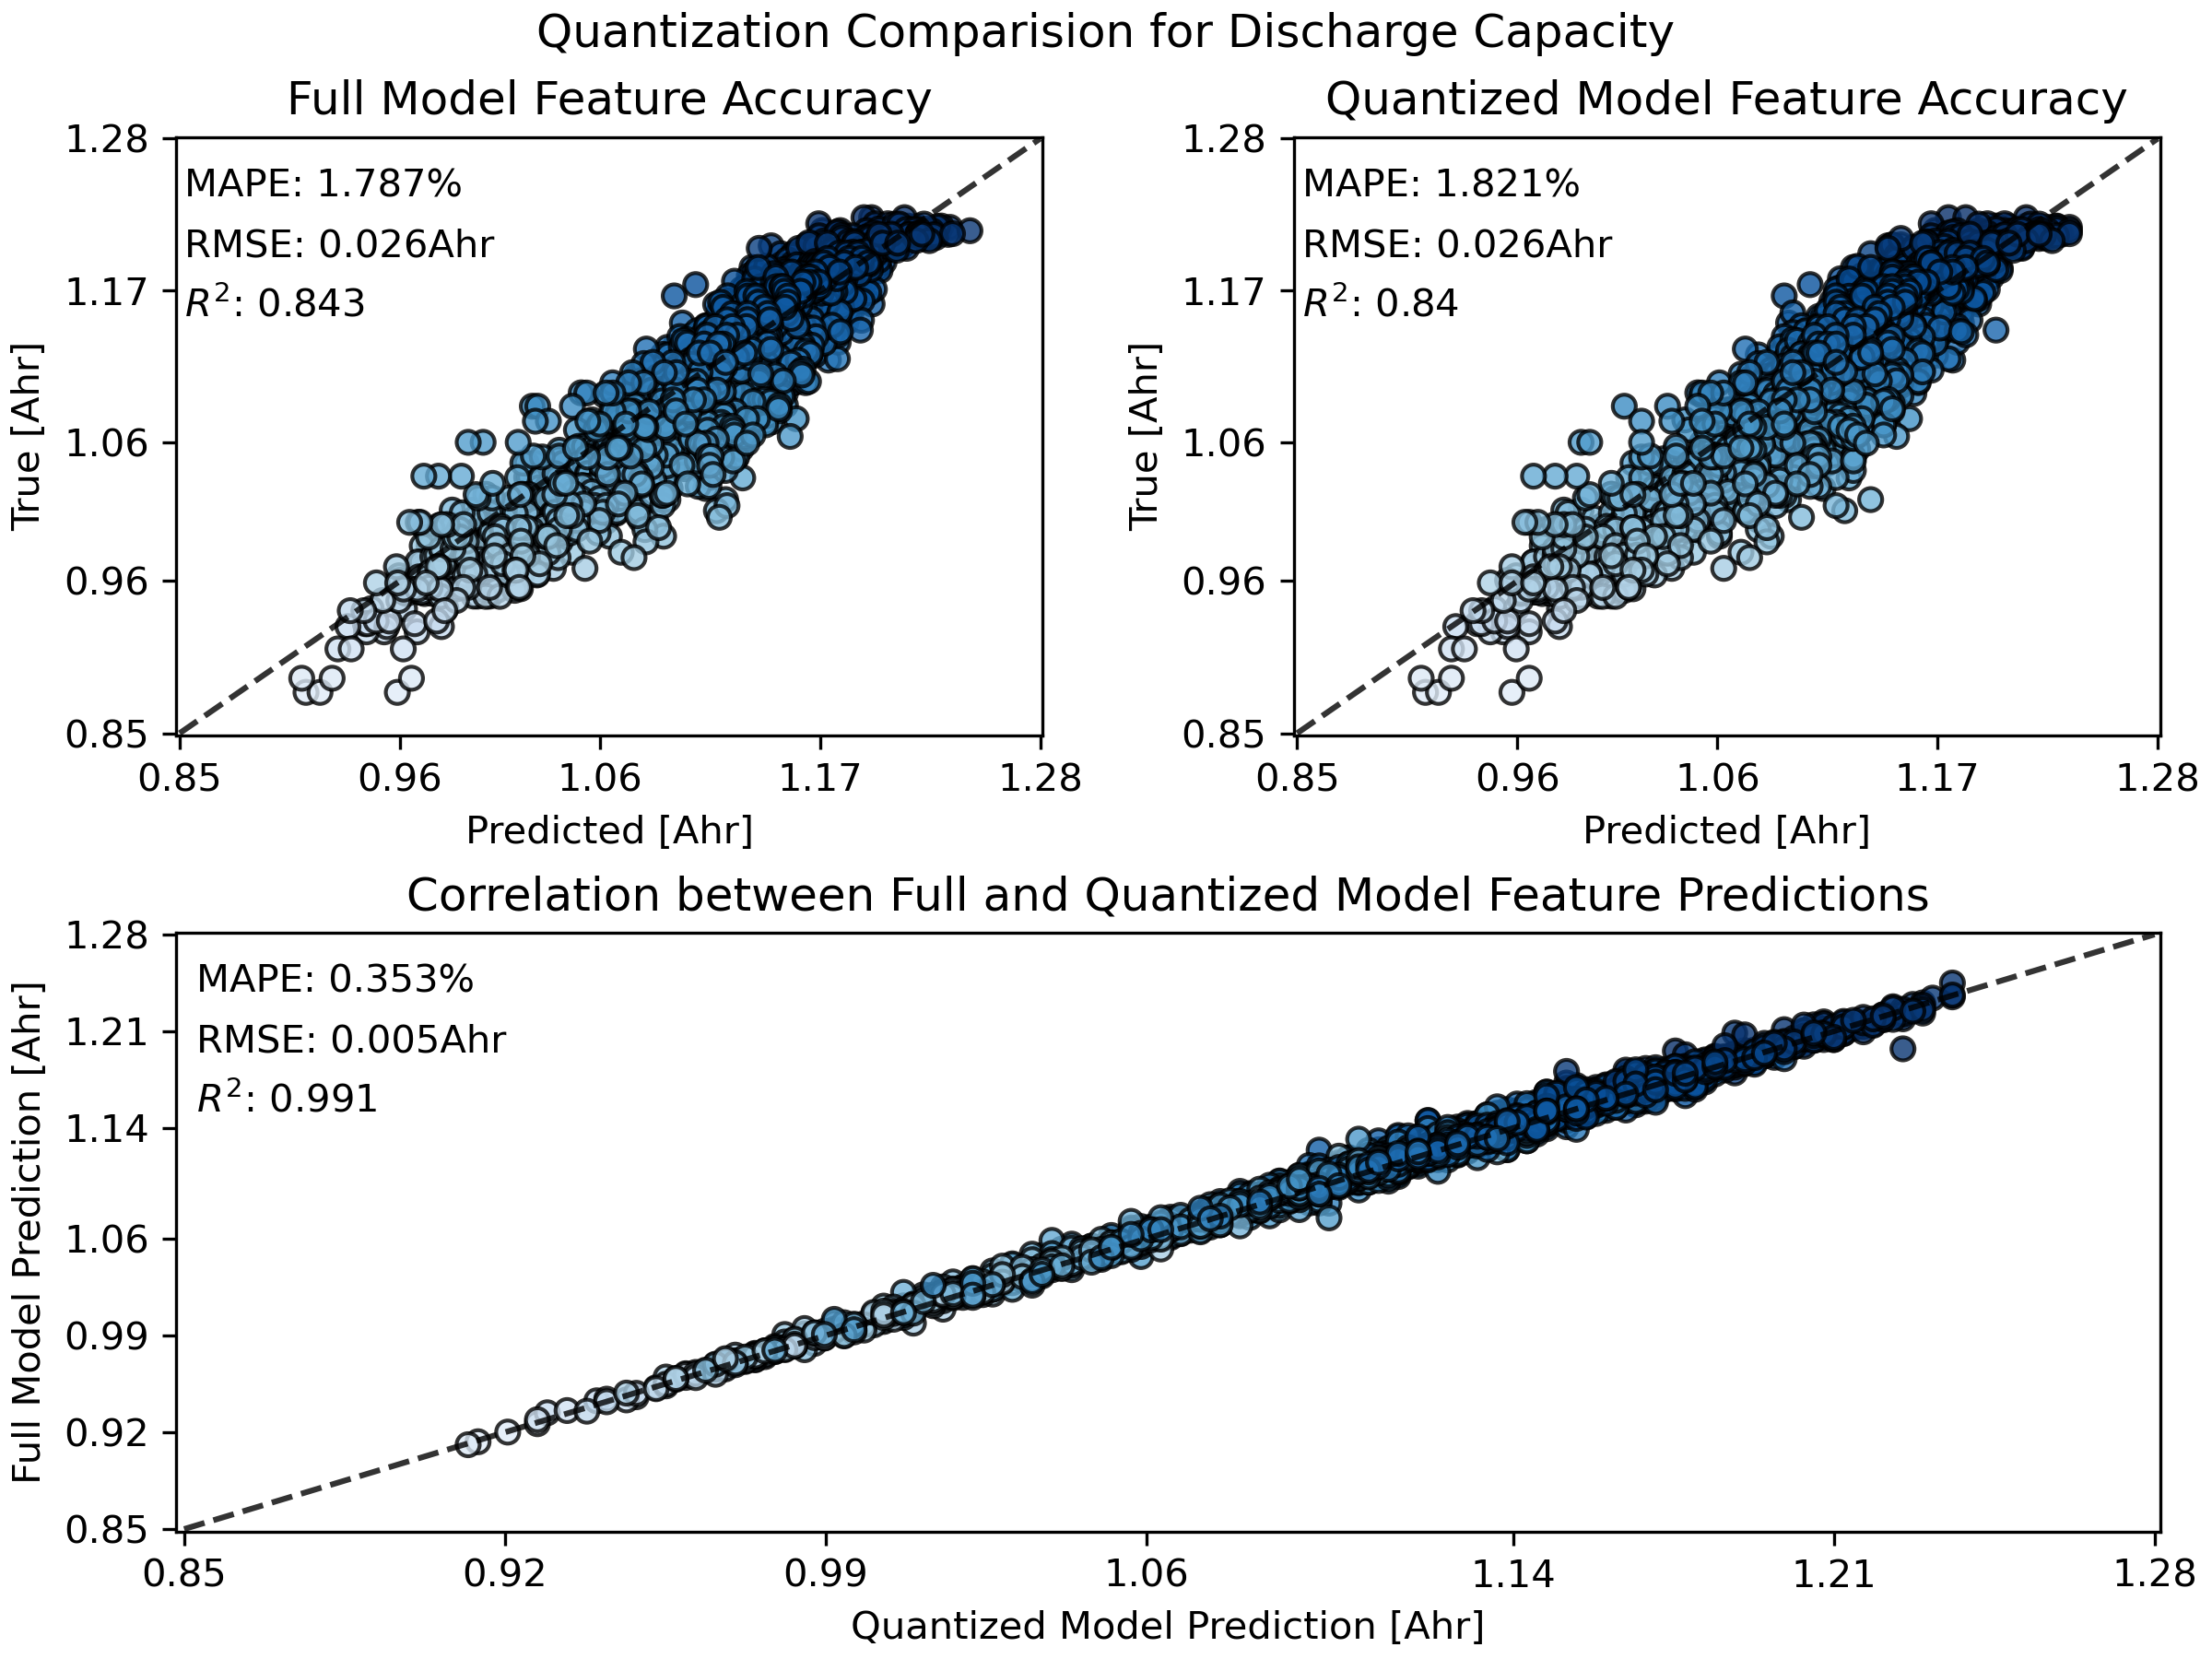 Quantization Comparision for Discharge Capacity
Full Model Feature Accuracy
1.28
1.17
1.06
0.96
0.85
True [Ahr]
MAPE: 1.787%
RMSE: 0.026Ahr
R²: 0.843
0.85 0.96 1.06 1.17 1.28
Predicted [Ahr]
Quantized Model Feature Accuracy
1.28
1.17
1.06
0.96
0.85
True [Ahr]
MAPE: 1.821%
RMSE: 0.026Ahr
R²: 0.84
0.85 0.96 1.06 1.17 1.28
Predicted [Ahr]
Correlation between Full and Quantized Model Feature Predictions
1.28
1.21
1.14
1.06
0.99
0.92
0.85
Full Model Prediction [Ahr]
MAPE: 0.353%
RMSE: 0.005Ahr
R²: 0.991
0.85 0.92 0.99 1.06 1.14 1.21 1.28
Quantized Model Prediction [Ahr]